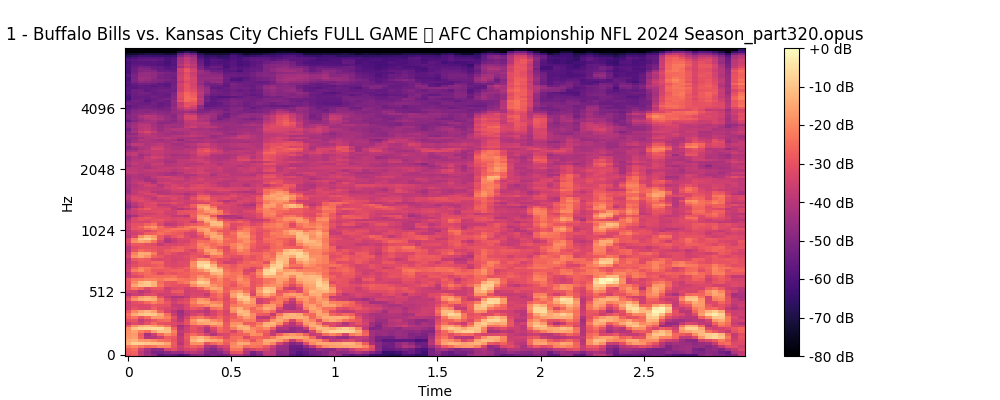 1 - Buffalo Bills vs. Kansas City Chiefs FULL GAME  AFC Championship NFL 2024 Season_part320.opus
+0 dB
-10 dB
-20 dB
-30 dB
-40 dB
-50 dB
-60 dB
-70 dB
-80 dB
4096
2048
1024
512
0
Hz
0
0.5
1
1.5
2
2.5
Time